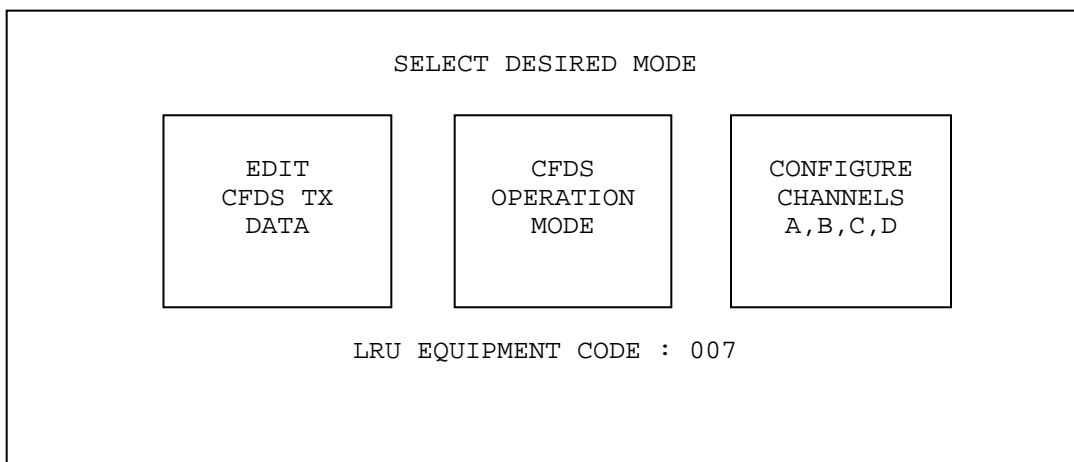 SELECT DESIRED MODE
EDIT
CFDS TX
DATA
CFDS
OPERATION
MODE
CONFIGURE
CHANNELS
A,B,C,D
LRU EQUIPMENT CODE : 007